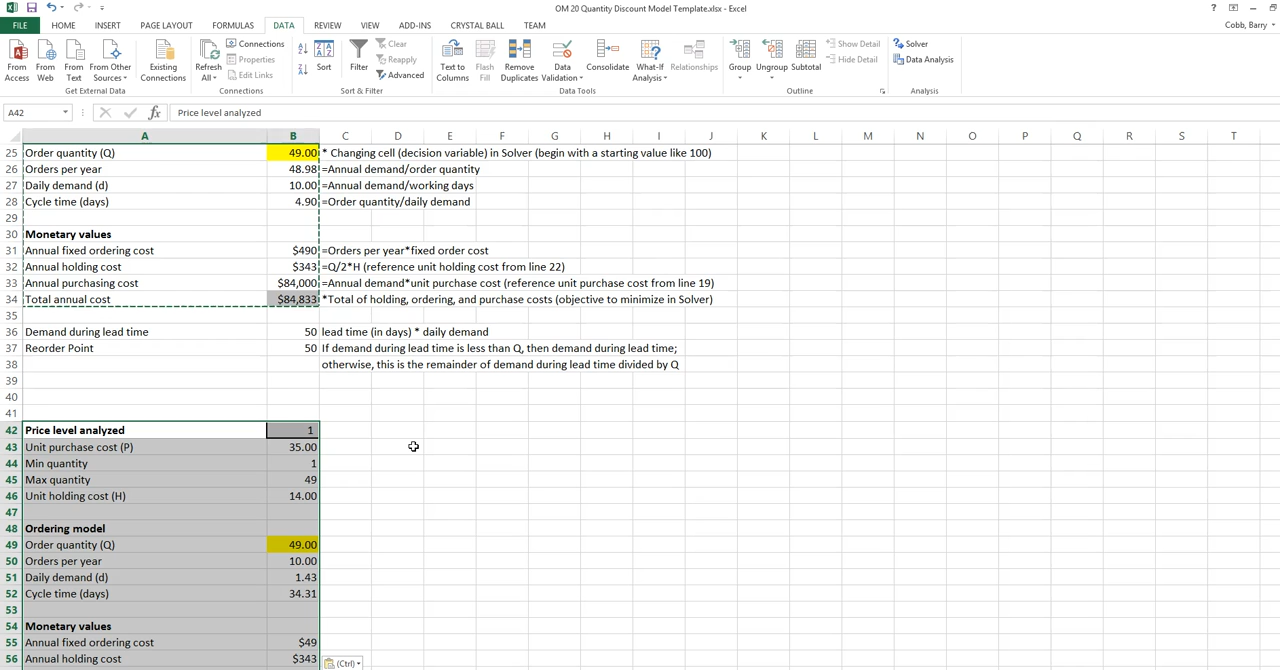 OM 20 Quantity Discount Model Template.xlsx - Excel
Cobb, Barry
FILE HOME INSERT PAGE LAYOUT FORMULAS DATA REVIEW VIEW ADD-INS CRYSTAL BALL TEAM
From Access
From Web
From Text
From Other Sources
Get External Data
Existing Connections
Refresh All
Connections
Properties
Edit Links
Connections
Sort
Filter
Clear
Reapply
Advanced
Sort & Filter
Text to Columns
Flash Fill
Remove Duplicates
Data Validation
Consolidate
What-If Analysis
Relationships
Data Tools
Group
Ungroup
Subtotal
Show Detail
Hide Detail
Outline
Solver
Data Analysis
Analysis
A42 Price level analyzed
A B C D E F G H I J K L M N O P Q R S T
25 Order quantity (Q) 49.00 * Changing cell (decision variable) in Solver (begin with a starting value like 100)
26 Orders per year 48.98 =Annual demand/order quantity
27 Daily demand (d) 10.00 =Annual demand/working days
28 Cycle time (days) 4.90 =Order quantity/daily demand
29
30 Monetary values
31 Annual fixed ordering cost $490 =Orders per year*fixed order cost
32 Annual holding cost $343 =Q/2*H (reference unit holding cost from line 22)
33 Annual purchasing cost $84,000 =Annual demand*unit purchase cost (reference unit purchase cost from line 19)
34 Total annual cost $84,833 *Total of holding, ordering, and purchase costs (objective to minimize in Solver)
35
36 Demand during lead time 50 lead time (in days) * daily demand
37 Reorder Point 50 If demand during lead time is less than Q, then demand during lead time;
38 otherwise, this is the remainder of demand during lead time divided by Q
39
40
41
42 Price level analyzed 1
43 Unit purchase cost (P) 35.00
44 Min quantity 1
45 Max quantity 49
46 Unit holding cost (H) 14.00
47
48 Ordering model
49 Order quantity (Q) 49.00
50 Orders per year 10.00
51 Daily demand (d) 1.43
52 Cycle time (days) 34.31
53
54 Monetary values
55 Annual fixed ordering cost $49
56 Annual holding cost $343
(Ctrl)